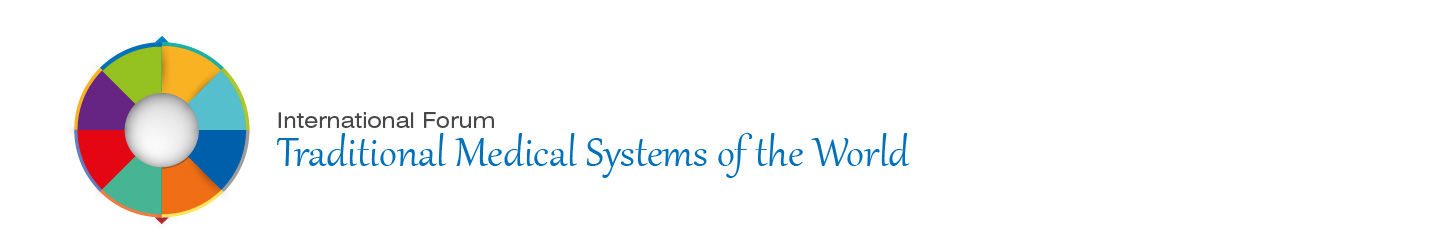 International Forum
Traditional Medical Systems of the World